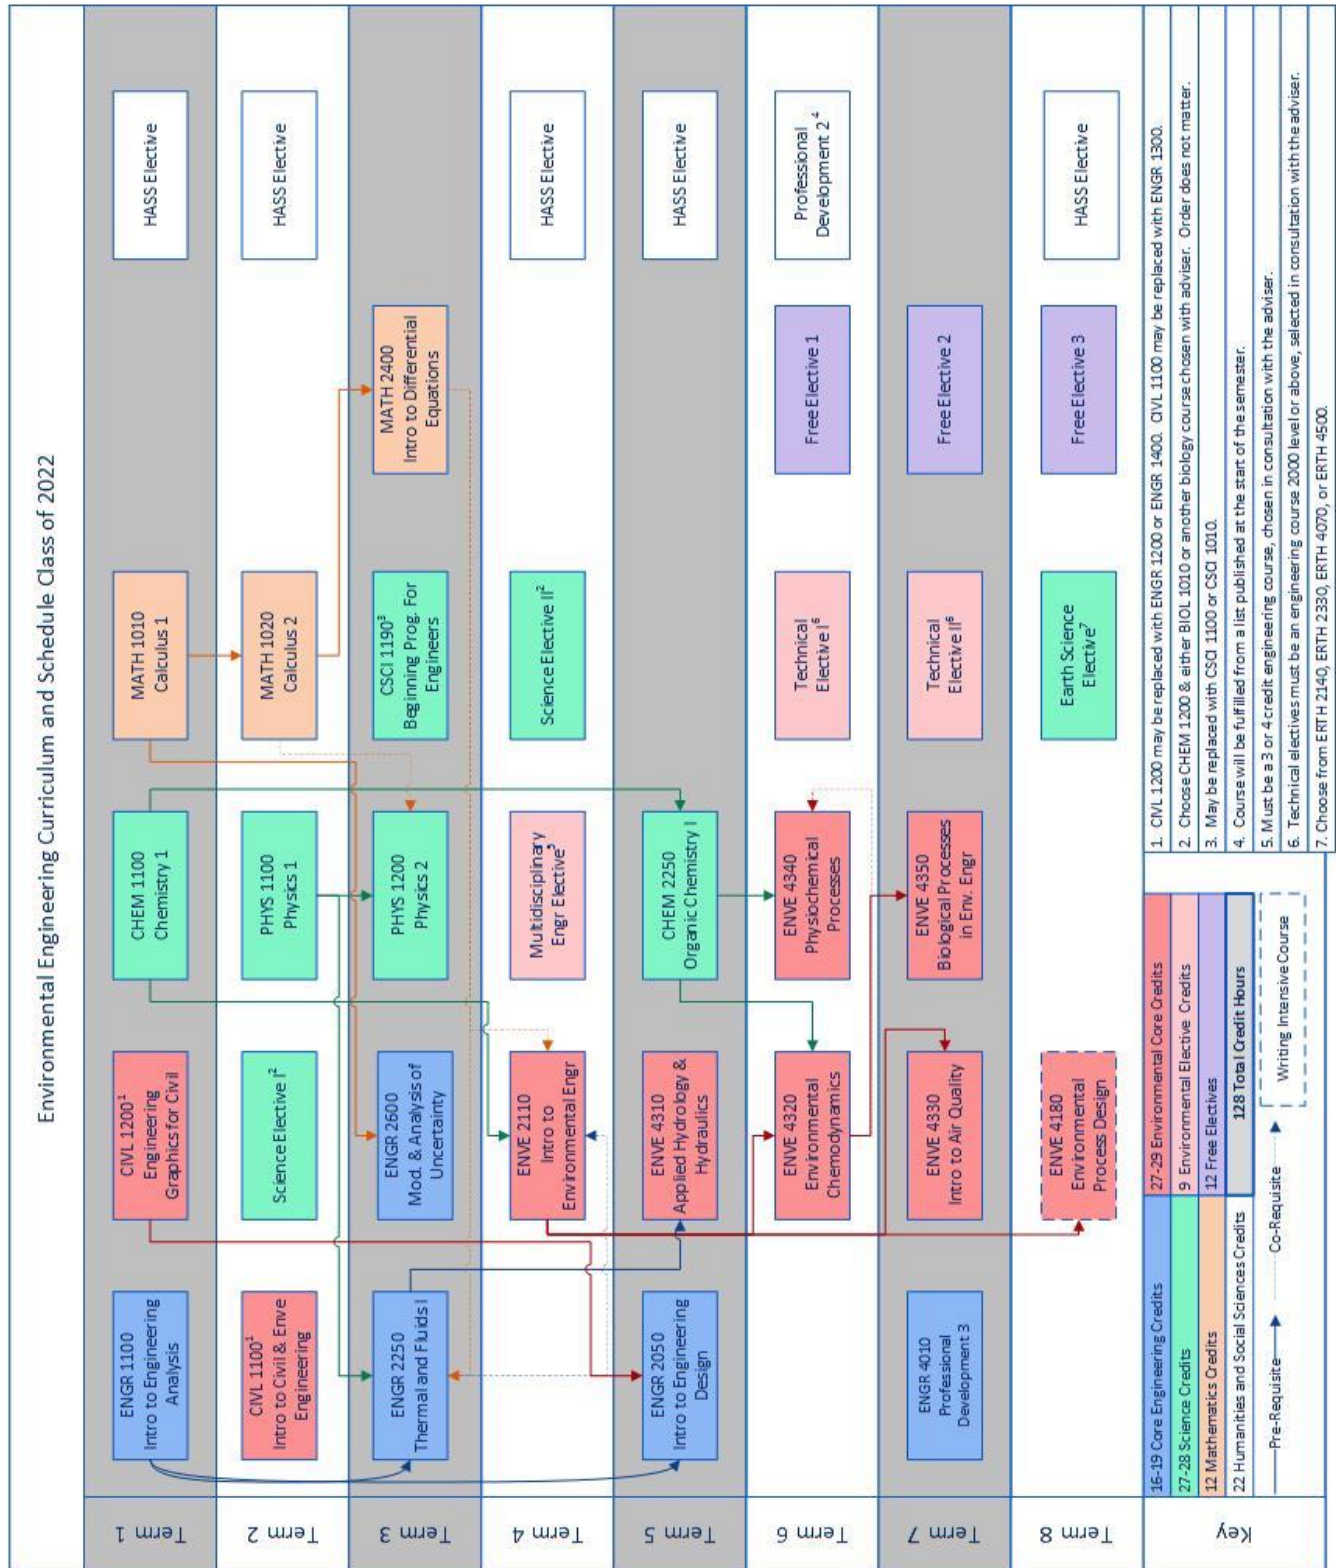 Environmental Engineering Curriculum and Schedule Class of 2022
Term 1
ENGR 1100
Intro to Engineering
Analysis
CIVL 1200¹
Engineering
Graphics for Civil
CHEM 1100
Chemistry 1
MATH 1010
Calculus 1
HASS Elective
Term 2
CIVL 1100¹
Intro to Civil & Enve
Engineering
Science Elective I²
PHYS 1100
Physics 1
MATH 1020
Calculus 2
HASS Elective
Term 3
ENGR 2250
Thermal and Fluids I
ENGR 2600
Mod. & Analysis of
Uncertainty
PHYS 1200
Physics 2
CSCI 1190³
Beginning Prog. For
Engineers
MATH 2400
Intro to Differential
Equations
Term 4
ENVE 2110
Intro to
Environmental Engr
Multidisciplinary
Engr Elective⁵
Science Elective II²
HASS Elective
Term 5
ENGR 2050
Intro to Engineering
Design
ENVE 4310
Applied Hydrology &
Hydraulics
CHEM 2250
Organic Chemistry I
HASS Elective
Term 6
ENVE 4320
Environmental
Chemodynamics
ENVE 4340
Physiochemical
Processes
Technical
Elective I⁶
Free Elective 1
Professional
Development 2⁴
Term 7
ENGR 4010
Professional
Development 3
ENVE 4330
Intro to Air Quality
ENVE 4350
Biological Processes
in Env. Engr
Technical
Elective II⁶
Free Elective 2
Term 8
ENVE 4180
Environmental
Process Design
Earth Science
Elective⁷
Free Elective 3
HASS Elective
Key
16-19 Core Engineering Credits
27-29 Environmental Core Credits
27-28 Science Credits
9 Environmental Elective Credits
12 Mathematics Credits
12 Free Electives
22 Humanities and Social Sciences Credits
128 Total Credit Hours
Pre-Requisite
Co-Requisite
Writing Intensive Course
1. CIVL 1200 may be replaced with ENGR 1200 or ENGR 1400. CIVL 1100 may be replaced with ENGR 1300.
2. Choose CHEM 1200 & either BIOL 1010 or another biology course chosen with adviser. Order does not matter.
3. May be replaced with CSCI 1100 or CSCI 1010.
4. Course will be fulfilled from a list published at the start of the semester.
5. Must be a 3 or 4 credit engineering course, chosen in consultation with the adviser.
6. Technical electives must be an engineering course 2000 level or above, selected in consultation with the adviser.
7. Choose from ERTH 2140, ERTH 2330, ERTH 4070, or ERTH 4500.